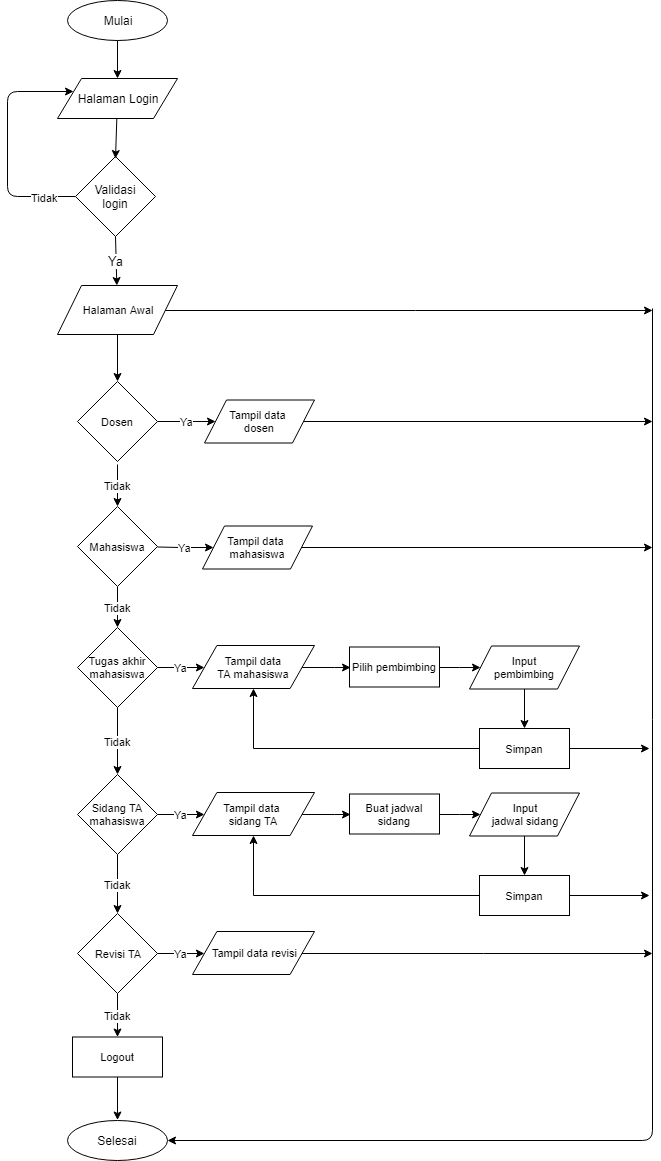 Mulai
Halaman Login
Validasi
login
Tidak
Ya
Halaman Awal
Dosen
Ya
Tampil data
dosen
Tidak
Mahasiswa
Ya
Tampil data
mahasiswa
Tidak
Tugas akhir
mahasiswa
Ya
Tampil data
TA mahasiswa
Pilih pembimbing
Input
pembimbing
Simpan
Tidak
Sidang TA
mahasiswa
Ya
Tampil data
sidang TA
Buat jadwal
sidang
Input
jadwal sidang
Simpan
Tidak
Revisi TA
Ya
Tampil data revisi
Tidak
Logout
Selesai